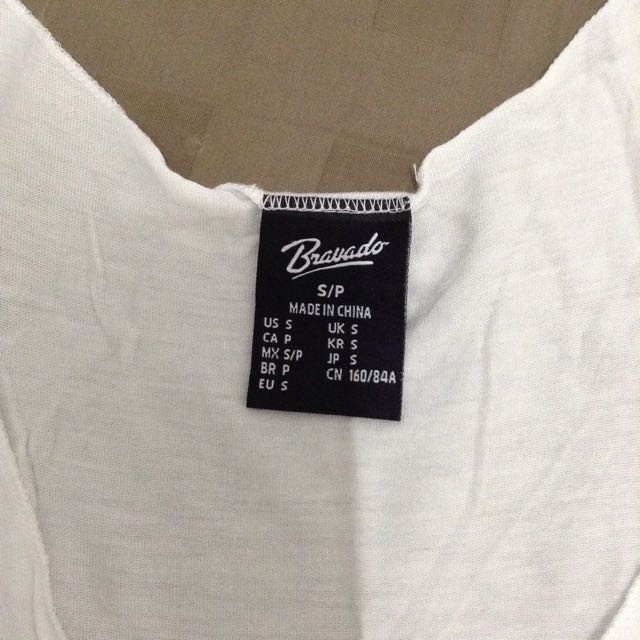 Bravado
S/P
MADE IN CHINA
US S
CA P
MX S/P
BR P
EU S
UK S
KR S
JP S
CN 160/84A